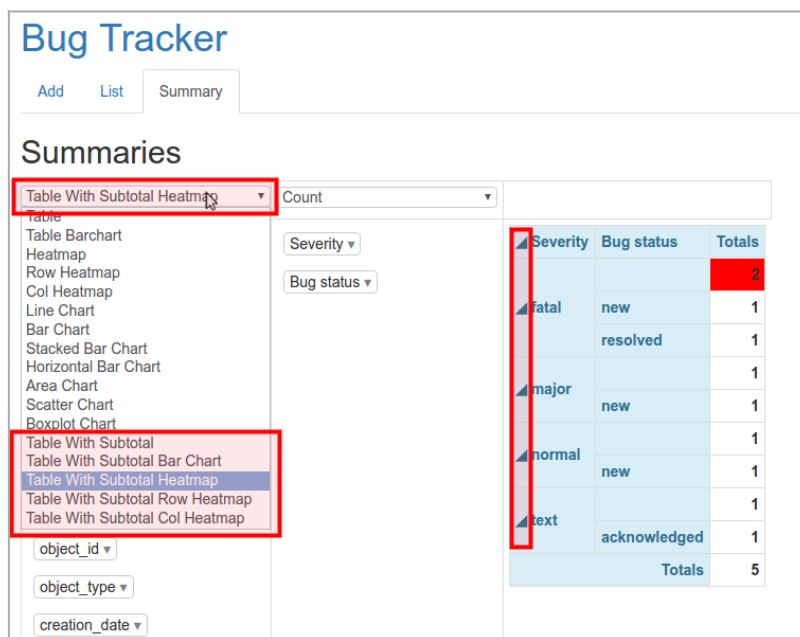 Bug Tracker
Add List Summary
Summaries
Table With Subtotal Heatmap Count
Table
Table Barchart
Heatmap
Row Heatmap
Col Heatmap
Line Chart
Bar Chart
Stacked Bar Chart
Horizontal Bar Chart
Area Chart
Scatter Chart
Boxplot Chart
Table With Subtotal
Table With Subtotal Bar Chart
Table With Subtotal Heatmap
Table With Subtotal Row Heatmap
Table With Subtotal Col Heatmap
object_id
object_type
creation_date
Severity
Bug status
Severity Bug status Totals
2
fatal new 1
resolved 1
1
major
new 1
1
normal
new 1
1
text
acknowledged 1
Totals 5